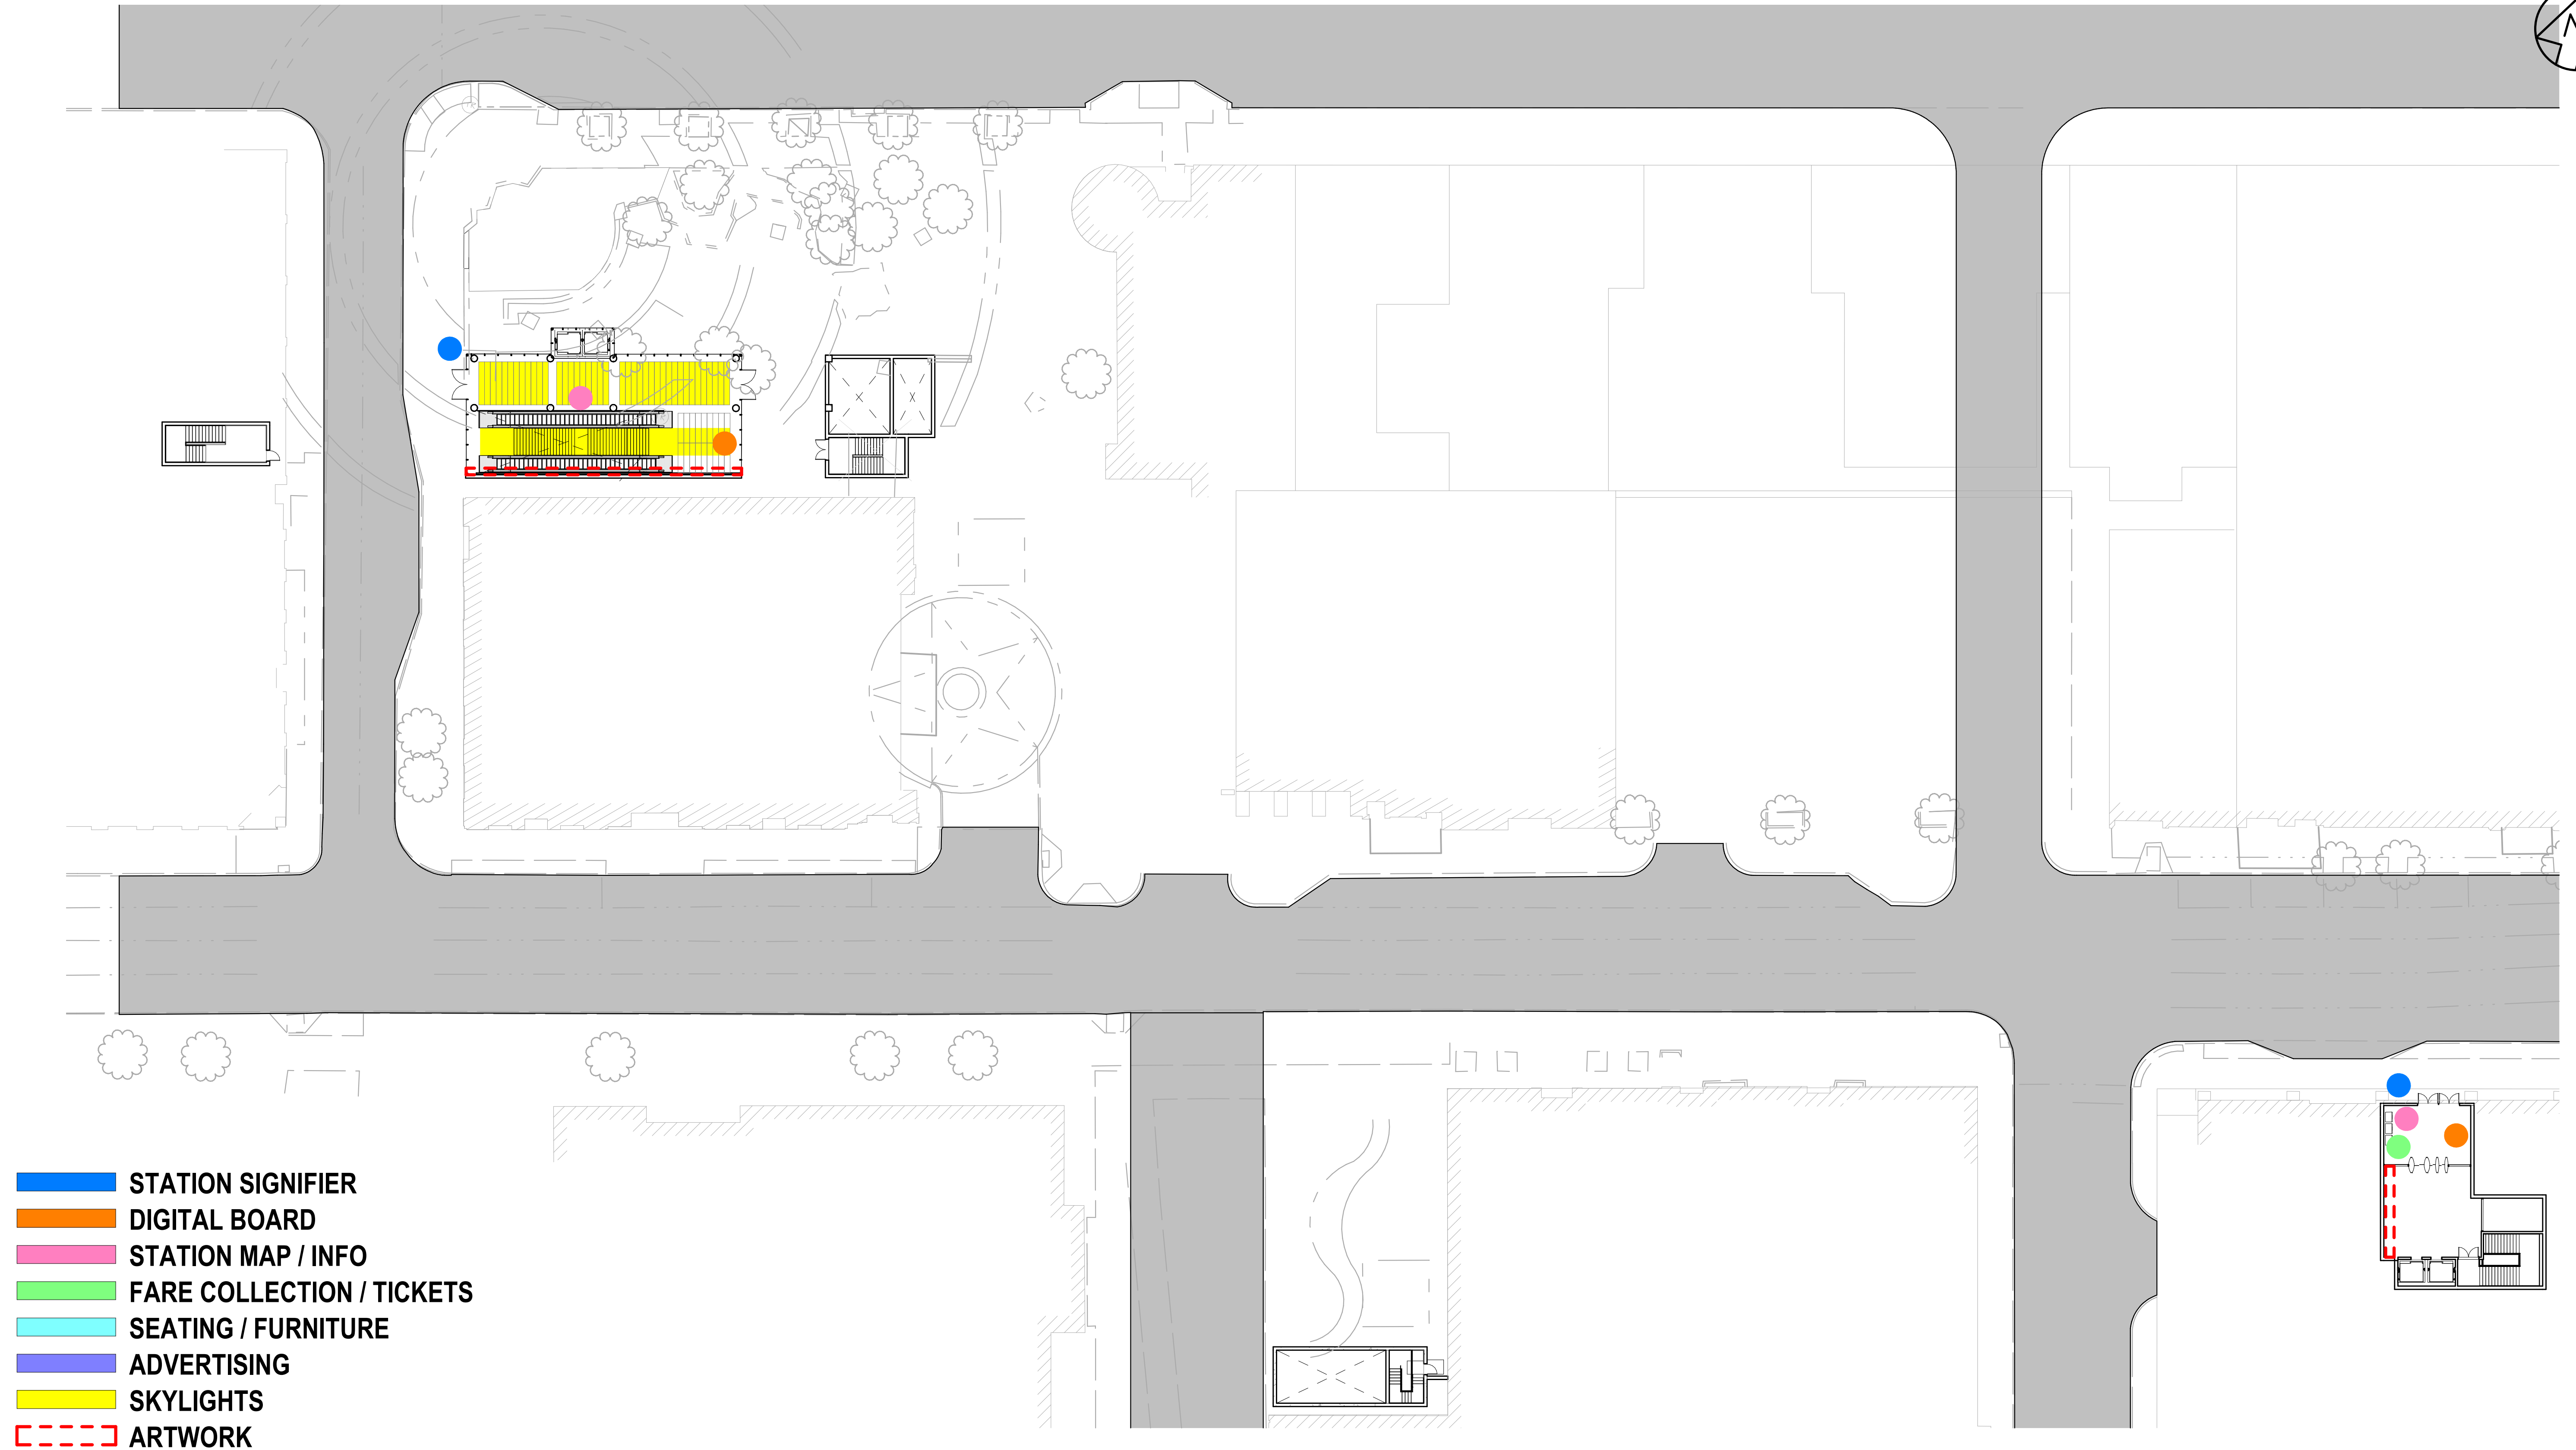 N
STATION SIGNIFIER
DIGITAL BOARD
STATION MAP / INFO
FARE COLLECTION / TICKETS
SEATING / FURNITURE
ADVERTISING
SKYLIGHTS
ARTWORK